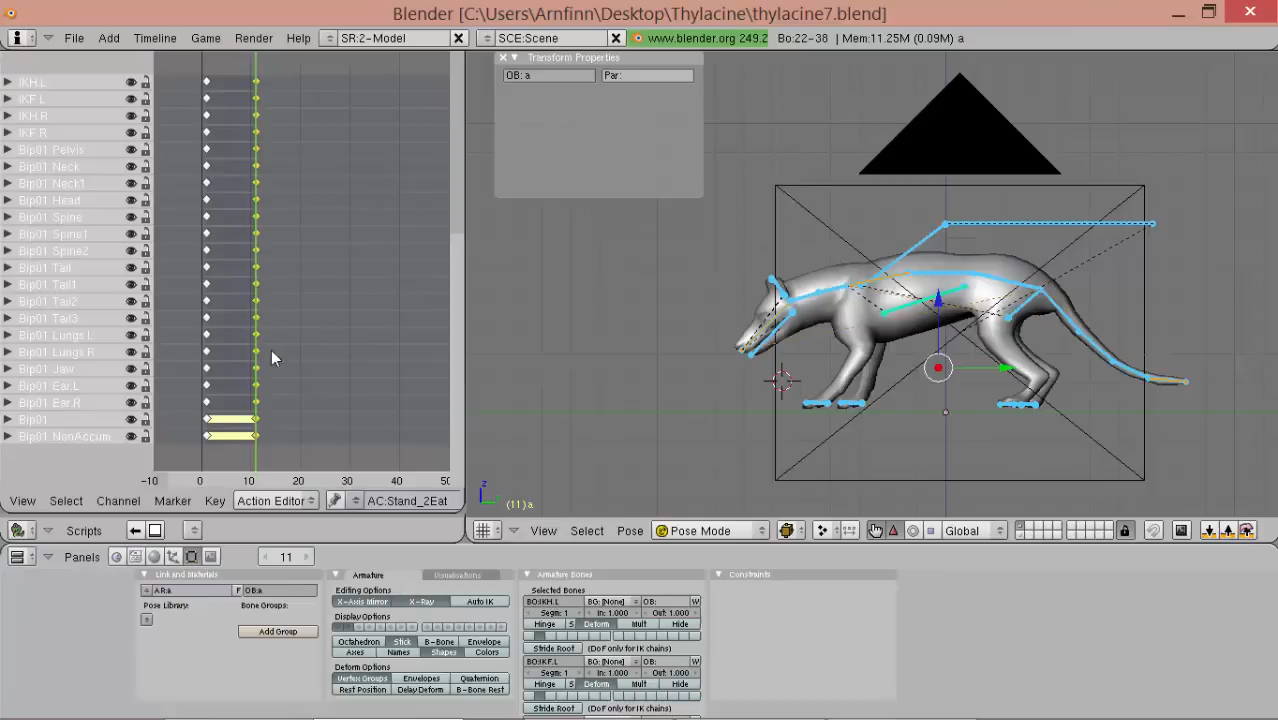 Blender [C:\Users\Arnfinn\Desktop\Thylacine\thylacine7.blend]
File Add Timeline Game Render Help SR:2-Model SCE:Scene www.blender.org 249.2 Bo:22-38 | Mem:11.25M (0.09M) a
Transform Properties
OB: a Par:
IKH.L
IKF.L
IKH.R
IKF.R
Bip01 Pelvis
Bip01 Neck
Bip01 Neck1
Bip01 Head
Bip01 Spine
Bip01 Spine1
Bip01 Spine2
Bip01 Tail
Bip01 Tail1
Bip01 Tail2
Bip01 Tail3
Bip01 Lungs L
Bip01 Lungs R
Bip01 Jaw
Bip01 Ear.L
Bip01 Ear.R
Bip01
Bip01 NonAccum
-10 0 10 20 30 40 50
z
(11) a
View Select Channel Marker Key Action Editor AC:Stand_2Eat
Scripts
View Select Pose Pose Mode Global
Panels 11
Link and Materials
AR:a F OB:a
Pose Library: Bone Groups:
Add Group
Armature Visualisations
Editing Options
X-Axis Mirror X-Ray Auto IK
Display Options
Octahedron Stick B-Bone Envelope
Axes Names Shapes Colors
Deform Options
Vertex Groups Envelopes Quaternion
Rest Position Delay Deform B-Bone Rest
Armature Bones
Selected Bones
BO:IKH.L BG: [None] OB: W
Segm: 1 In: 1.000 Out: 1.000
Hinge S Deform Mult Hide
Stride Root (DoF only for IK chains)
BO:IKF.L BG: [None] OB: W
Segm: 1 In: 1.000 Out: 1.000
Hinge S Deform Mult Hide
Stride Root (DoF only for IK chains)
Constraints